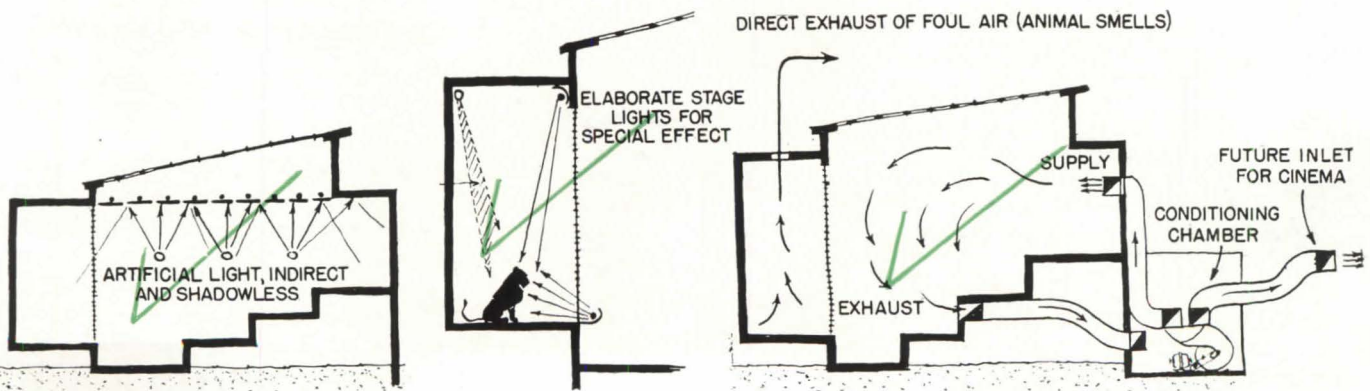 DIRECT EXHAUST OF FOUL AIR (ANIMAL SMELLS)
ELABORATE STAGE
LIGHTS FOR
SPECIAL EFFECT
ARTIFICIAL LIGHT, INDIRECT
AND SHADOWLESS
SUPPLY
EXHAUST
CONDITIONING
CHAMBER
FUTURE INLET
FOR CINEMA